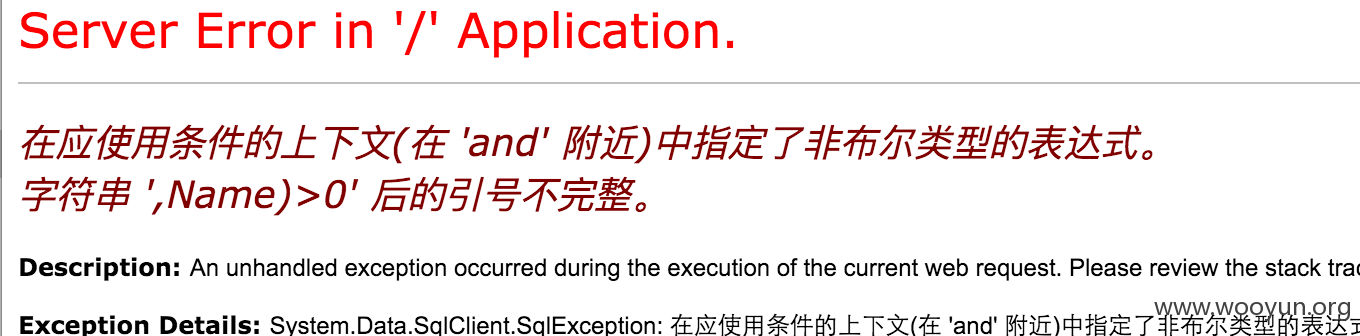 Server Error in '/' Application.
在应使用条件的上下文(在 'and' 附近)中指定了非布尔类型的表达式。
字符串 ',Name)>0' 后的引号不完整。
Description: An unhandled exception occurred during the execution of the current web request. Please review the stack trac
www.wooyun.org
Exception Details: System.Data.SqlClient.SqlException: 在应使用条件的上下文(在 'and' 附近)中指定了非布尔类型的表达式